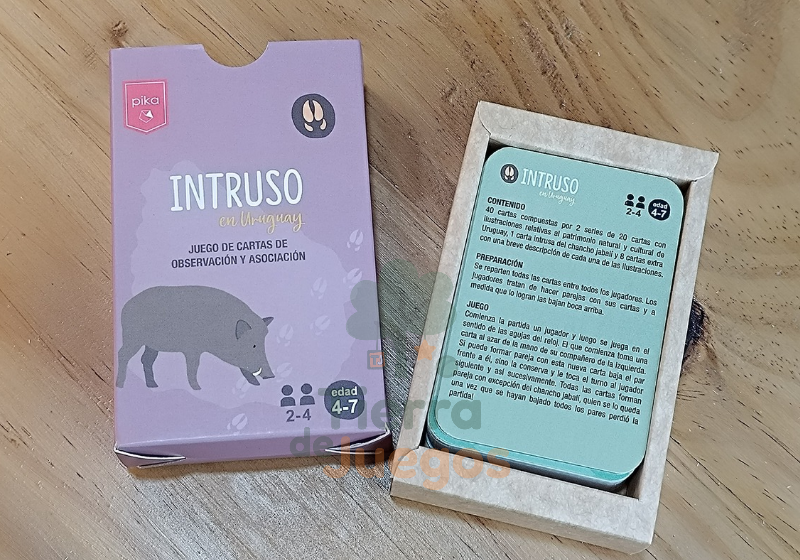 pika
INTRUSO
en Uruguay
JUEGO DE CARTAS DE
OBSERVACIÓN Y ASOCIACIÓN
2-4
edad
4-7
INTRUSO
en Uruguay
2-4
edad
4-7
CONTENIDO
40 cartas compuestas por 2 series de 20 cartas con
ilustraciones relativas al patrimonio natural y cultural de
Uruguay, 1 carta intrusa del chancho jabalí y 8 cartas extra
con una breve descripción de cada una de las ilustraciones.
PREPARACIÓN
Se reparten todas las cartas entre todos los jugadores. Los
jugadores tratan de hacer parejas con sus cartas y a
medida que lo logran las bajan boca arriba.
JUEGO
Comienza la partida un jugador y luego se juega en el
sentido de las agujas del reloj. El que comienza toma una
carta al azar de la mano de su compañero de la izquierda.
Si puede formar pareja con esta nueva carta baja el par
frente a él, sino la conserva y le toca el turno al jugador
siguiente y así sucesivamente. Todas las cartas forman
pareja con excepción del chancho jabalí, quien se lo queda
una vez que se hayan bajado todos los pares perdió la
partida!
Tierra
de Juegos